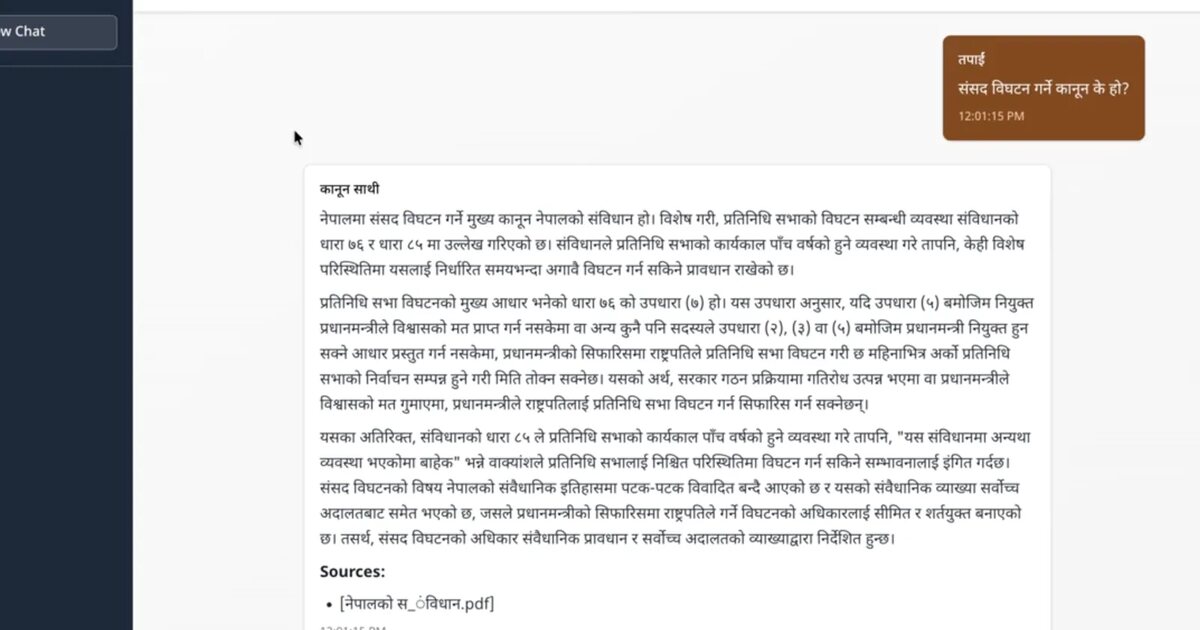 w Chat
तपाईं
संसद विघटन गर्ने कानून के हो?
12:01:15 PM
कानून साथी
नेपालमा संसद विघटन गर्ने मुख्य कानून नेपालको संविधान हो। विशेष गरी, प्रतिनिधि सभाको विघटन सम्बन्धी व्यवस्था संविधानको
धारा ७६ र धारा ८५ मा उल्लेख गरिएको छ। संविधानले प्रतिनिधि सभाको कार्यकाल पाँच वर्षको हुने व्यवस्था गरे तापनि, केही विशेष
परिस्थितिमा यसलाई निर्धारित समयभन्दा अगावै विघटन गर्न सकिने प्रावधान राखेको छ।
प्रतिनिधि सभा विघटनको मुख्य आधार भनेको धारा ७६ को उपधारा (७) हो। यस उपधारा अनुसार, यदि उपधारा (५) बमोजिम नियुक्त
प्रधानमन्त्रीले विश्वासको मत प्राप्त गर्न नसकेमा वा अन्य कुनै पनि सदस्यले उपधारा (२), (३) वा (५) बमोजिम प्रधानमन्त्री नियुक्त हुन
सक्ने आधार प्रस्तुत गर्न नसकेमा, प्रधानमन्त्रीको सिफारिसमा राष्ट्रपतिले प्रतिनिधि सभा विघटन गरी छ महिनाभित्र अर्को प्रतिनिधि
सभाको निर्वाचन सम्पन्न हुने गरी मिति तोक्न सक्नेछ। यसको अर्थ, सरकार गठन प्रक्रियामा गतिरोध उत्पन्न भएमा वा प्रधानमन्त्रीले
विश्वासको मत गुमाएमा, प्रधानमन्त्रीले राष्ट्रपतिलाई प्रतिनिधि सभा विघटन गर्न सिफारिस गर्न सक्नेछन्।
यसका अतिरिक्त, संविधानको धारा ८५ ले प्रतिनिधि सभाको कार्यकाल पाँच वर्षको हुने व्यवस्था गरे तापनि, "यस संविधानमा अन्यथा
व्यवस्था भएकोमा बाहेक" भन्ने वाक्यांशले प्रतिनिधि सभालाई निश्चित परिस्थितिमा विघटन गर्न सकिने सम्भावनालाई इंगित गर्दछ।
संसद विघटनको विषय नेपालको संवैधानिक इतिहासमा पटक-पटक विवादित बन्दै आएको छ र यसको संवैधानिक व्याख्या सर्वोच्च
अदालतबाट समेत भएको छ, जसले प्रधानमन्त्रीको सिफारिसमा राष्ट्रपतिले गर्ने विघटनको अधिकारलाई सीमित र शर्तयुक्त बनाएको
छ। तसर्थ, संसद विघटनको अधिकार संवैधानिक प्रावधान र सर्वोच्च अदालतको व्याख्याद्वारा निर्देशित हुन्छ।
Sources:
• [नेपालको स_ंविधान.pdf]
12:01:15 PM